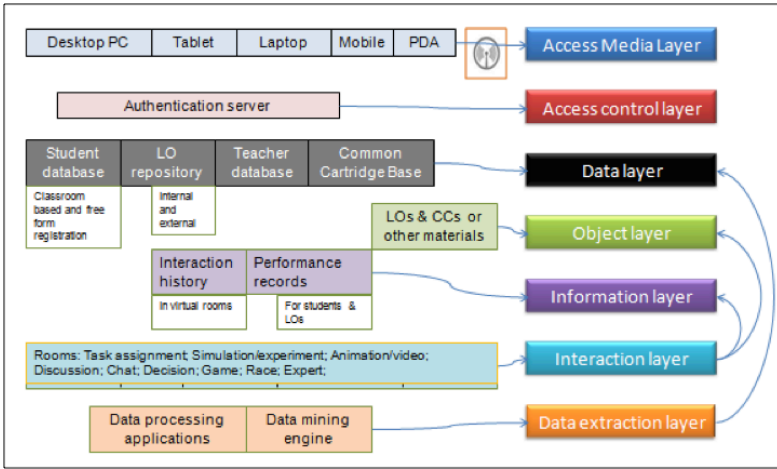 Desktop PC
Tablet
Laptop
Mobile
PDA
Access Media Layer
Authentication server
Access control layer
Student
database
LO
repository
Teacher
database
Common
Cartridge Base
Data layer
Classroom
based and free
form
registration
Internal
and
external
LOs & CCs or
other materials
Object layer
Interaction
history
Performance
records
Information layer
In virtual rooms
For students &
LOs
Rooms: Task assignment; Simulation/experiment; Animation/video;
Discussion; Chat; Decision; Game; Race; Expert;
Interaction layer
Data processing
applications
Data mining
engine
Data extraction layer